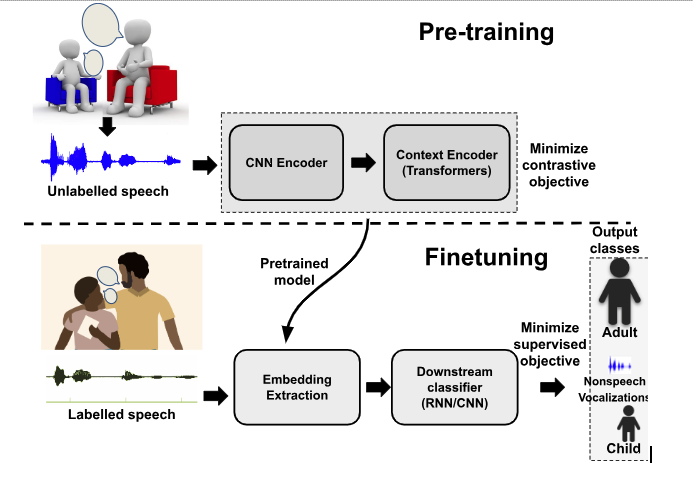 Pre-training
CNN Encoder
Context Encoder
(Transformers)
Minimize
contrastive
objective
Unlabelled speech
Output
classes
Finetuning
Pretrained
model
Adult
Minimize
supervised
objective
Embedding
Extraction
Downstream
classifier
(RNN/CNN)
Nonspeech
Vocalizations
Labelled speech
Child